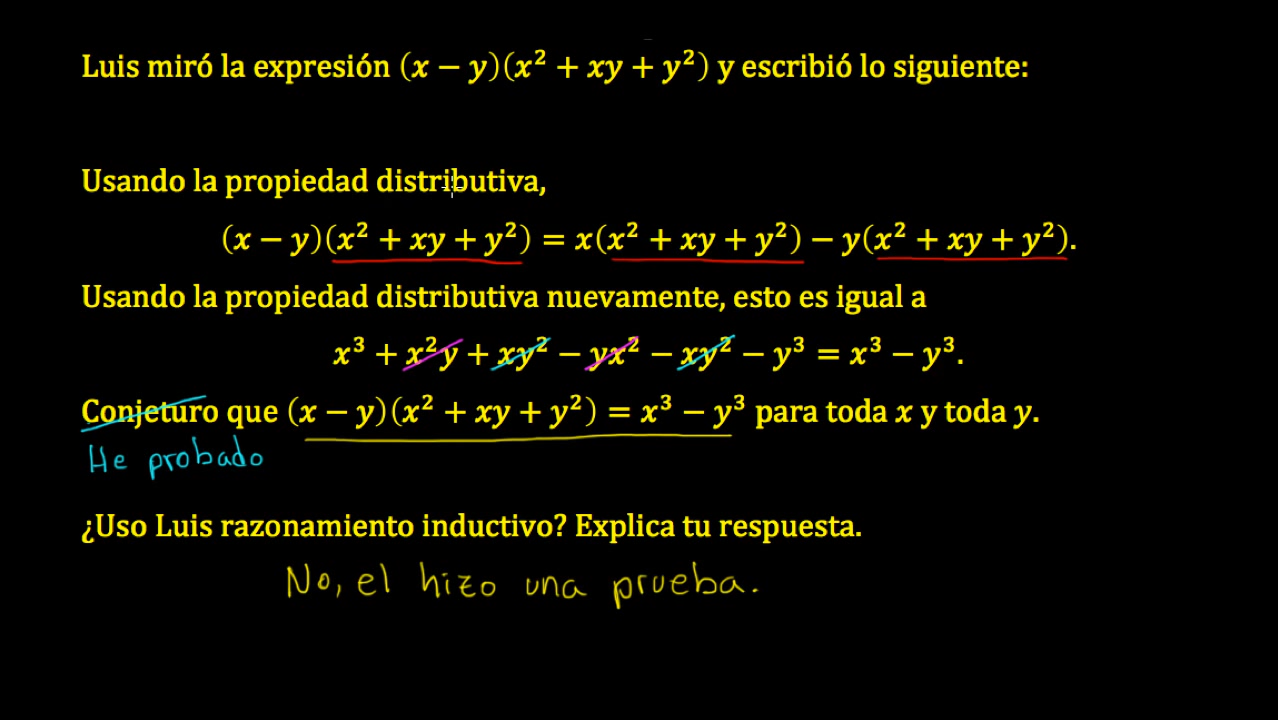 Luis miró la expresión (x − y)(x² + xy + y²) y escribió lo siguiente:
Usando la propiedad distributiva,
(x − y)(x² + xy + y²) = x(x² + xy + y²) − y(x² + xy + y²).
Usando la propiedad distributiva nuevamente, esto es igual a
x³ + x²y + xy² − yx² − xy² − y³ = x³ − y³.
Conjeturo que (x − y)(x² + xy + y²) = x³ − y³ para toda x y toda y.
He probado
¿Uso Luis razonamiento inductivo? Explica tu respuesta.
No, el hizo una prueba.